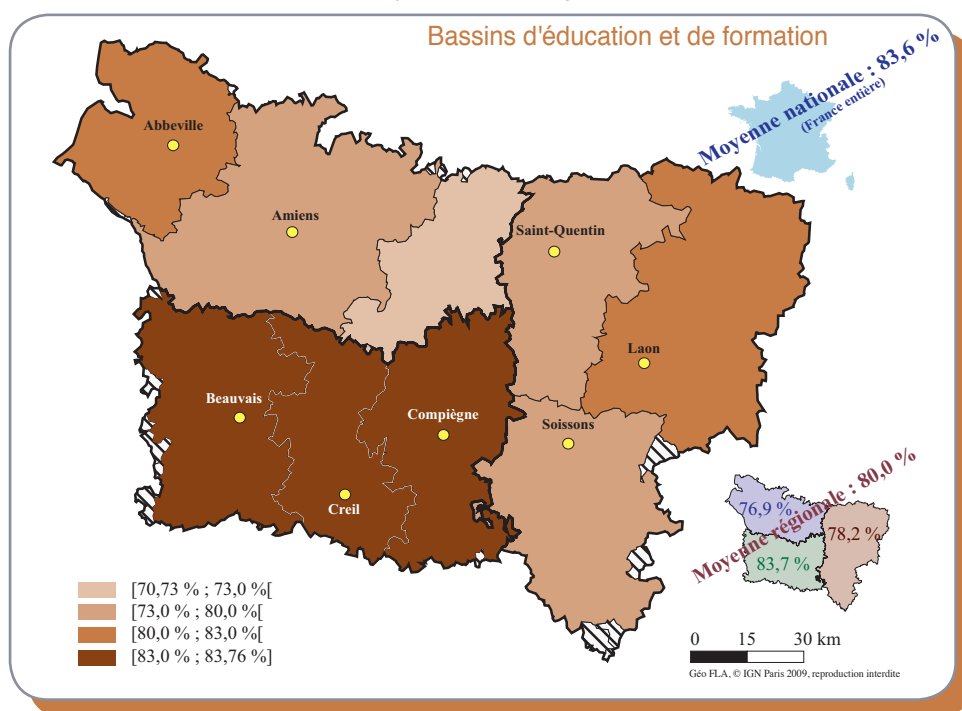 Bassins d'éducation et de formation
Moyenne nationale : 83,6 %
(France entière)
Abbeville
Amiens
Saint-Quentin
Laon
Beauvais
Compiègne
Soissons
Creil
Moyenne régionale : 80,0 %
76,9 %
78,2 %
83,7 %
[70,73 % ; 73,0 %[
[73,0 % ; 80,0 %[
[80,0 % ; 83,0 %[
[83,0 % ; 83,76 %]
0 15 30 km
Géo FLA, © IGN Paris 2009, reproduction interdite